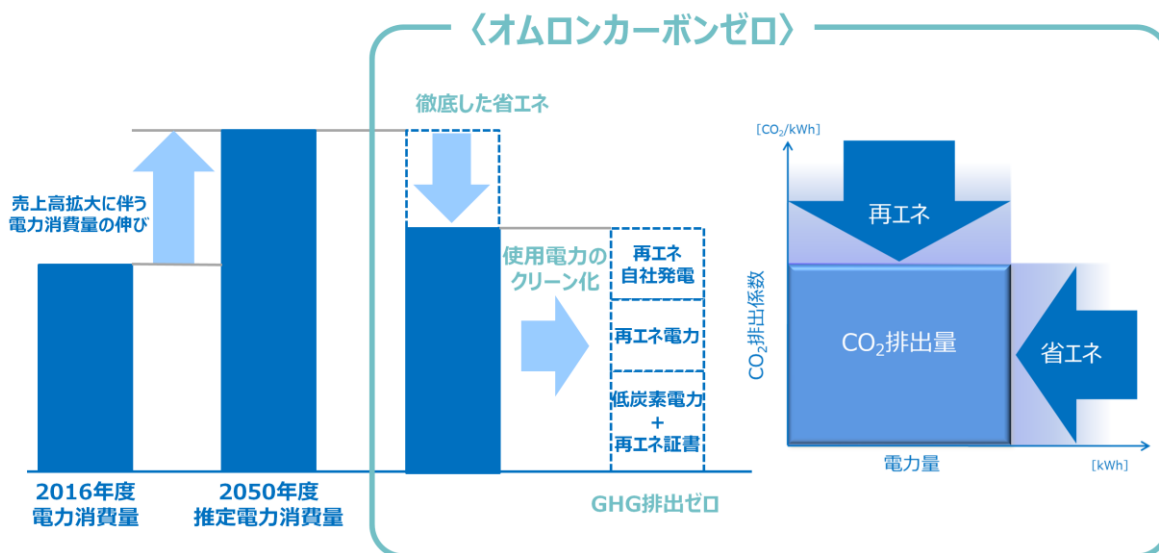 〈オムロンカーボンゼロ〉
徹底した省エネ
売上高拡大に伴う
電力消費量の伸び
使用電力の
クリーン化
再エネ
自社発電
再エネ電力
低炭素電力
+
再エネ証書
2016年度
電力消費量
2050年度
推定電力消費量
GHG排出ゼロ
[CO₂/kWh]
再エネ
CO₂排出係数
CO₂排出量
省エネ
電力量
[kWh]